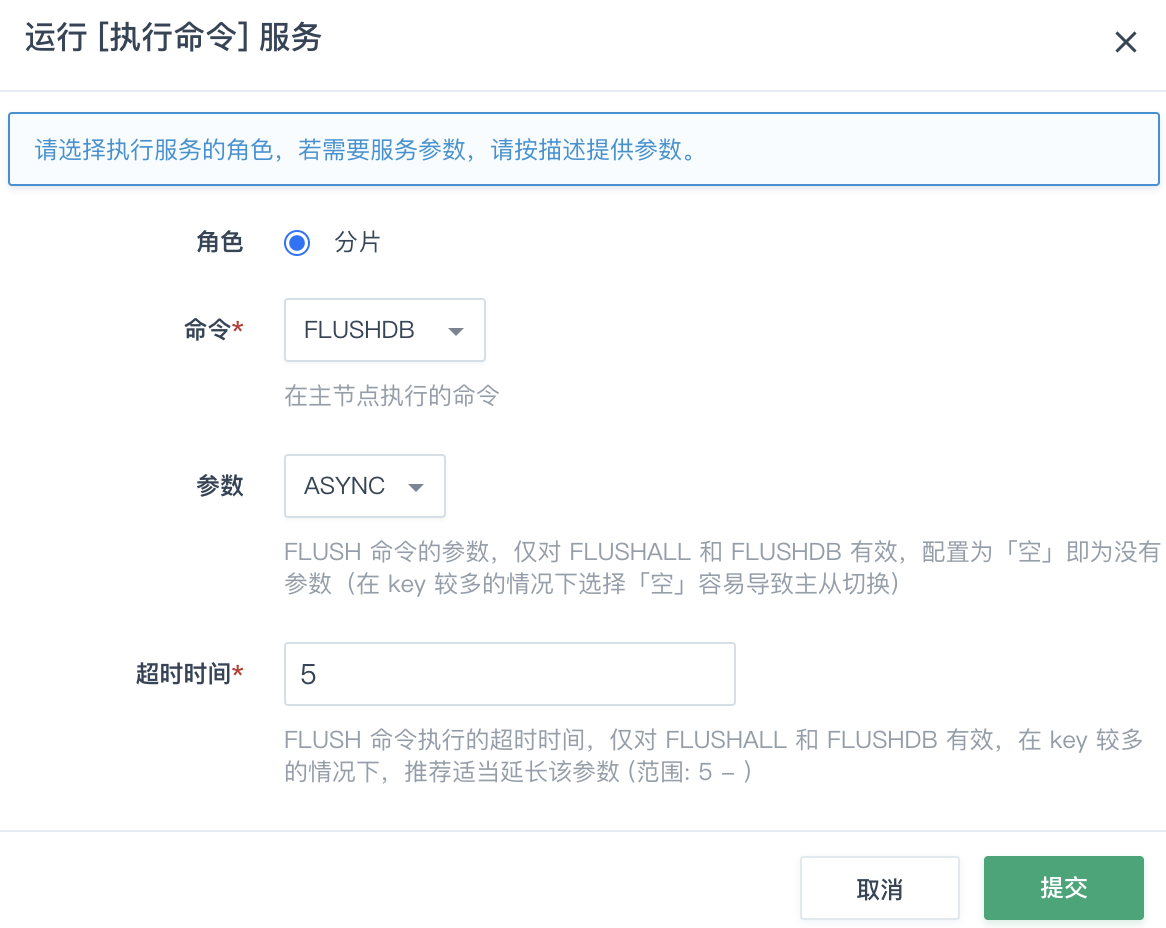 运行 [执行命令] 服务
请选择执行服务的角色，若需要服务参数，请按描述提供参数。
角色 分片
命令* FLUSHDB
在主节点执行的命令
参数 ASYNC
FLUSH 命令的参数，仅对 FLUSHALL 和 FLUSHDB 有效，配置为「空」即为没有
参数（在 key 较多的情况下选择「空」容易导致主从切换）
超时时间* 5
FLUSH 命令执行的超时时间，仅对 FLUSHALL 和 FLUSHDB 有效，在 key 较多
的情况下，推荐适当延长该参数 (范围: 5 – )
取消 提交